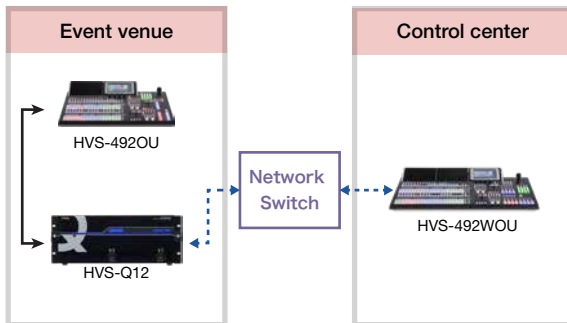 Event venue
Control center
HVS-492OU
Network
Switch
HVS-492WOU
HVS-Q12